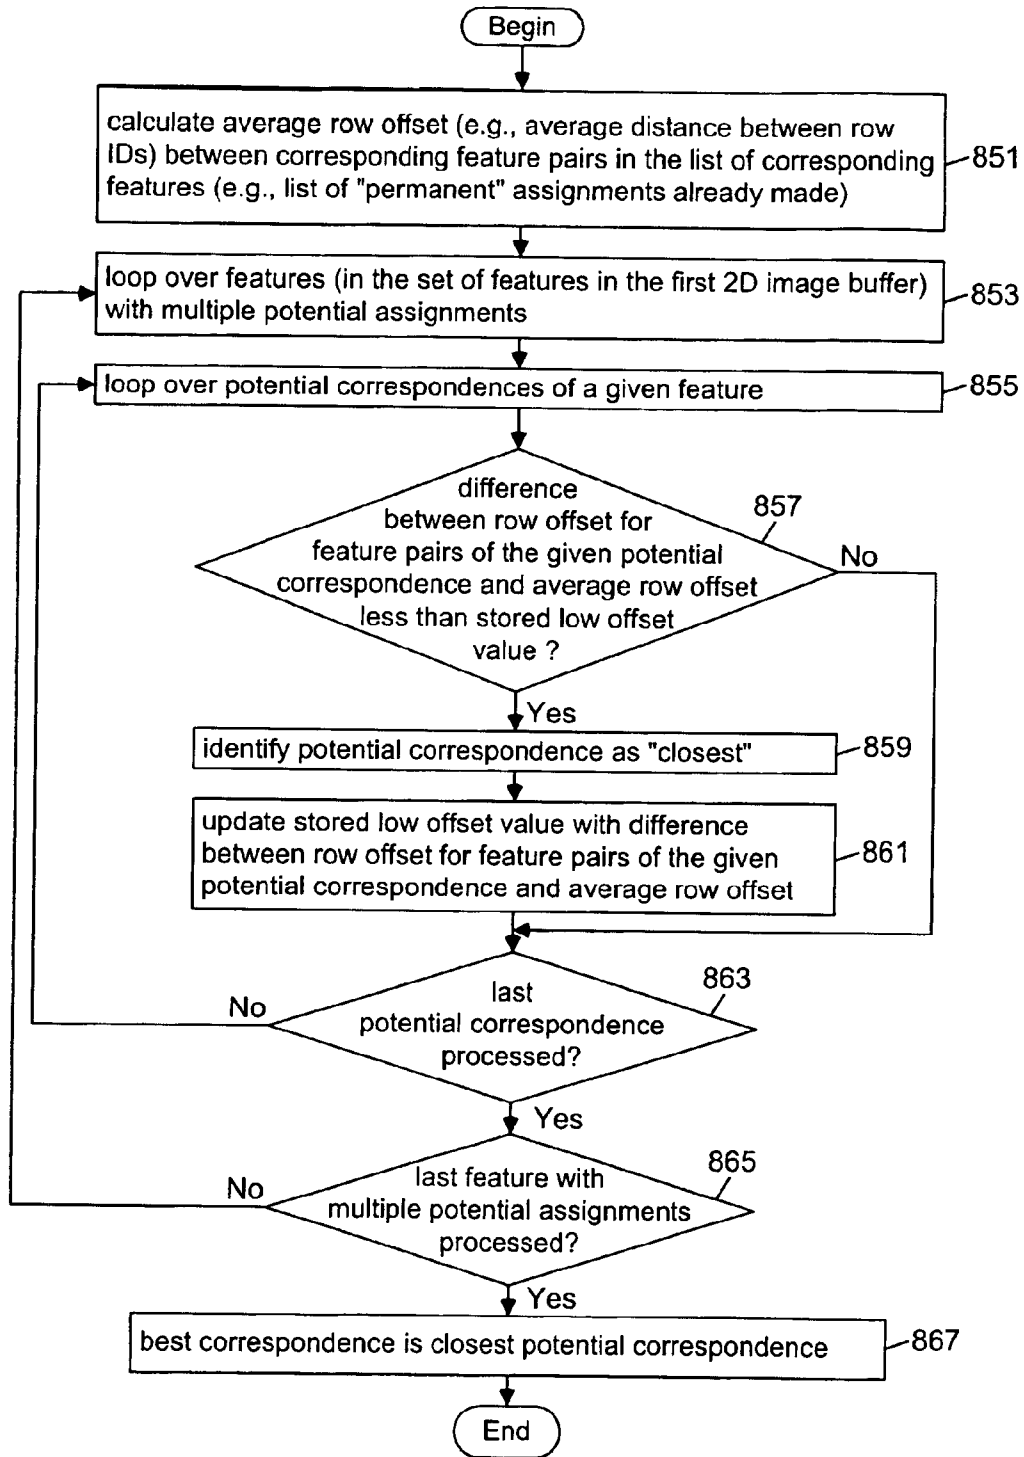 Begin
calculate average row offset (e.g., average distance between row
IDs) between corresponding feature pairs in the list of corresponding
features (e.g., list of "permanent" assignments already made)
851
loop over features (in the set of features in the first 2D image buffer)
with multiple potential assignments
853
loop over potential correspondences of a given feature
855
difference
between row offset for
feature pairs of the given potential
correspondence and average row offset
less than stored low offset
value ?
857
No
Yes
identify potential correspondence as "closest"
859
update stored low offset value with difference
between row offset for feature pairs of the given
potential correspondence and average row offset
861
last
potential correspondence
processed?
863
No
Yes
last feature with
multiple potential assignments
processed?
865
No
Yes
best correspondence is closest potential correspondence
867
End